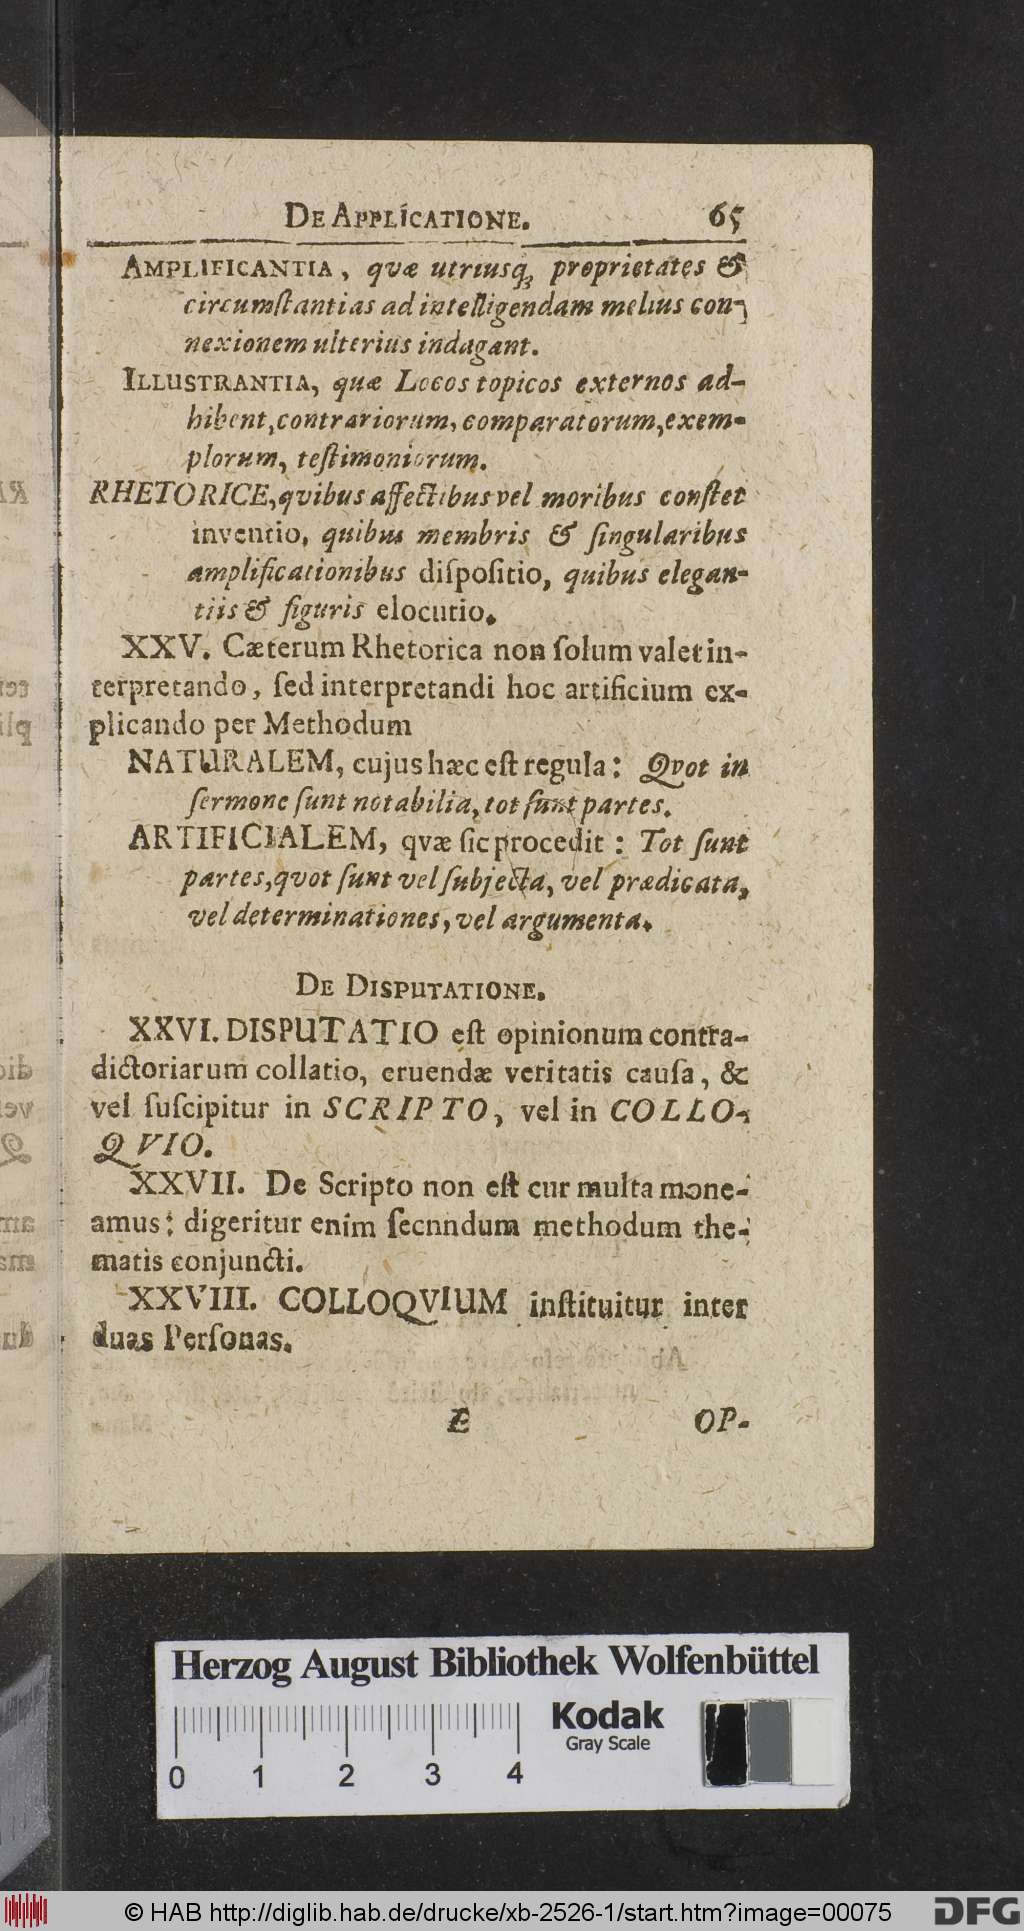 DE APPLICATIONE. 65
AMPLIFICANTIA, qvæ utriusq; proprietates &
circumſtantias ad intelligendam melius con-
nexionem ulterius indagant.
ILLUSTRANTIA, quæ Locos topicos externos ad-
hibent, contrariorum, comparatorum, exem-
plorum, teſtimoniorum.
RHETORICE, qvibus affectibus vel moribus conſtet
inventio, quibus membris & ſingularibus
amplificationibus diſpoſitio, quibus elegan-
tiis & figuris elocutio.
XXV. Cæterum Rhetorica non ſolum valet in-
terpretando, ſed interpretandi hoc artificium ex-
plicando per Methodum
NATURALEM, cujus hæc eſt regula: Qvot in
ſermone ſunt notabilia, tot ſunt partes.
ARTIFICIALEM, qvæ ſic procedit: Tot ſunt
partes, qvot ſunt vel ſubjecta, vel prædicata,
vel determinationes, vel argumenta.
DE DISPUTATIONE.
XXVI. DISPUTATIO eſt opinionum contra-
dictoriarum collatio, eruendæ veritatis cauſa, &
vel ſuſcipitur in SCRIPTO, vel in COLLO-
QVIO.
XXVII. De Scripto non eſt cur multa mone-
amus: digeritur enim ſecnndum methodum the-
matis conjuncti.
XXVIII. COLLOQVIUM inſtituitur inter
duas Perſonas.
E OP-
Herzog August Bibliothek Wolfenbüttel
Kodak
Gray Scale
0 1 2 3 4
© HAB http://diglib.hab.de/drucke/xb-2526-1/start.htm?image=00075
DFG